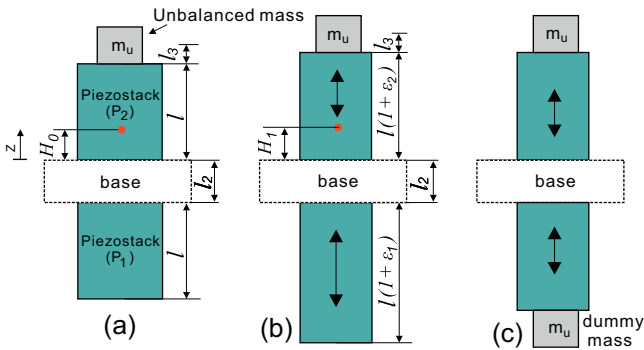 Unbalanced mass
m_u
l_3
Piezostack
(P_2)
l
z
H_0
base
l_2
Piezostack
(P_1)
l
(a)
m_u
l_3
l(1+ε_2)
H_1
base
l_2
l(1+ε_1)
(b)
m_u
base
m_u
dummy
mass
(c)